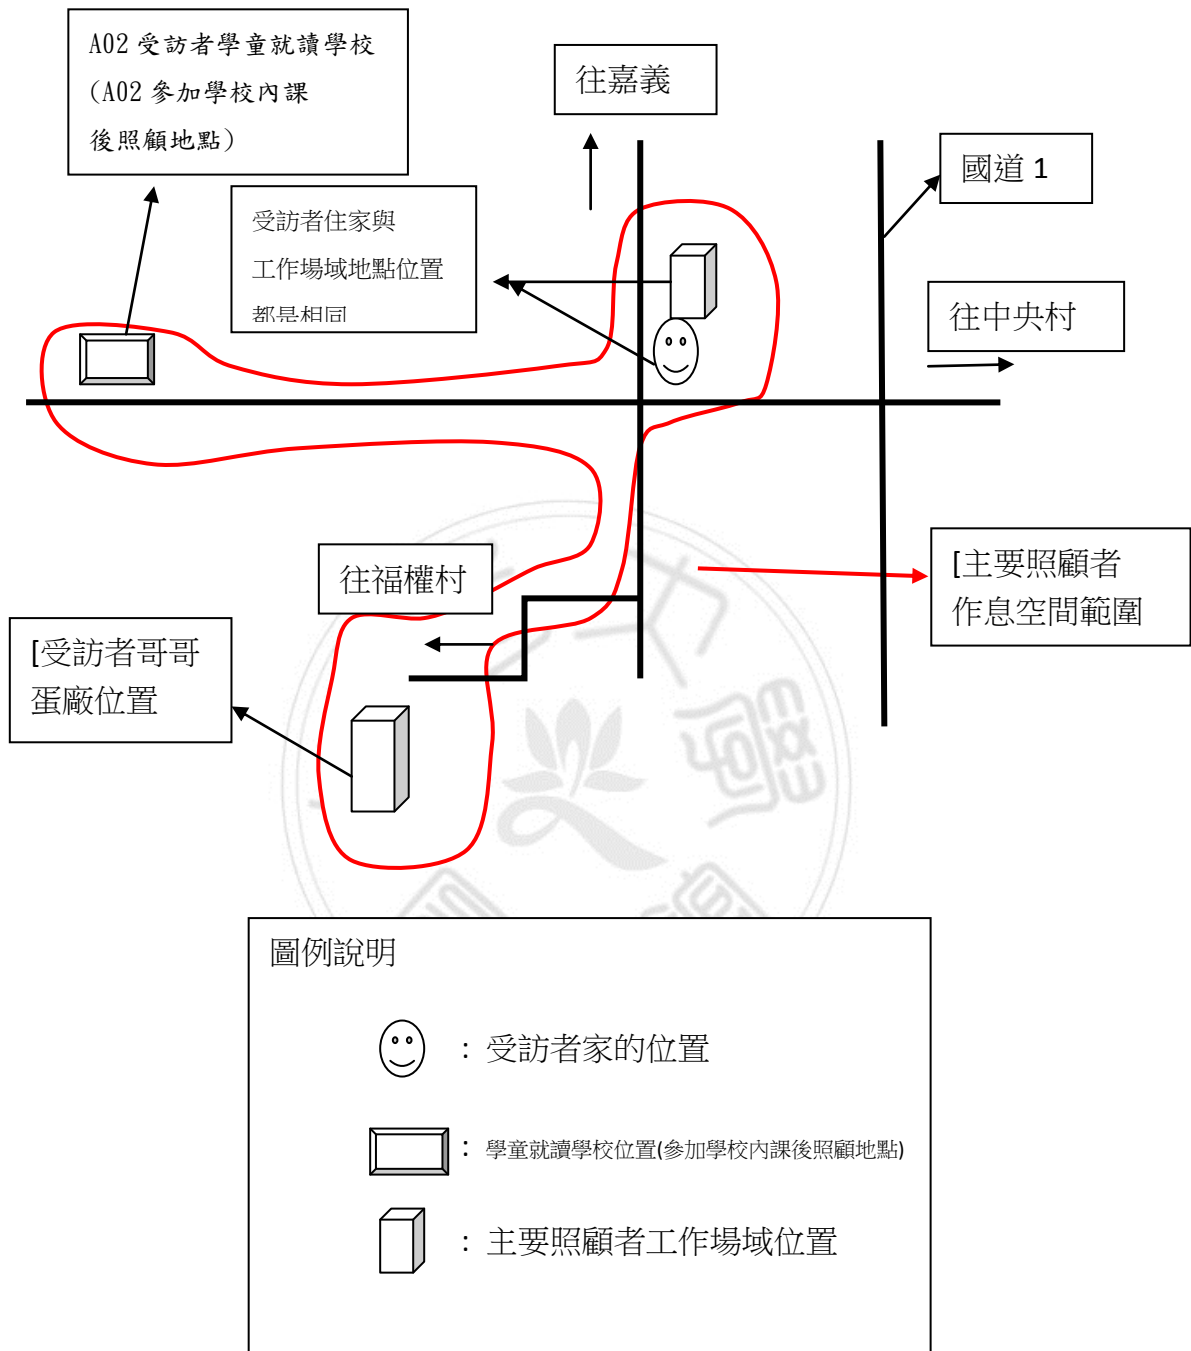 A02 受訪者學童就讀學校
(A02 參加學校內課
後照顧地點)
往嘉義
國道 1
受訪者住家與
工作場域地點位置
都是相同
往中央村
往福權村
[主要照顧者
作息空間範圍
[受訪者哥哥
蛋廠位置
圖例說明
: 受訪者家的位置
: 學童就讀學校位置(參加學校內課後照顧地點)
: 主要照顧者工作場域位置